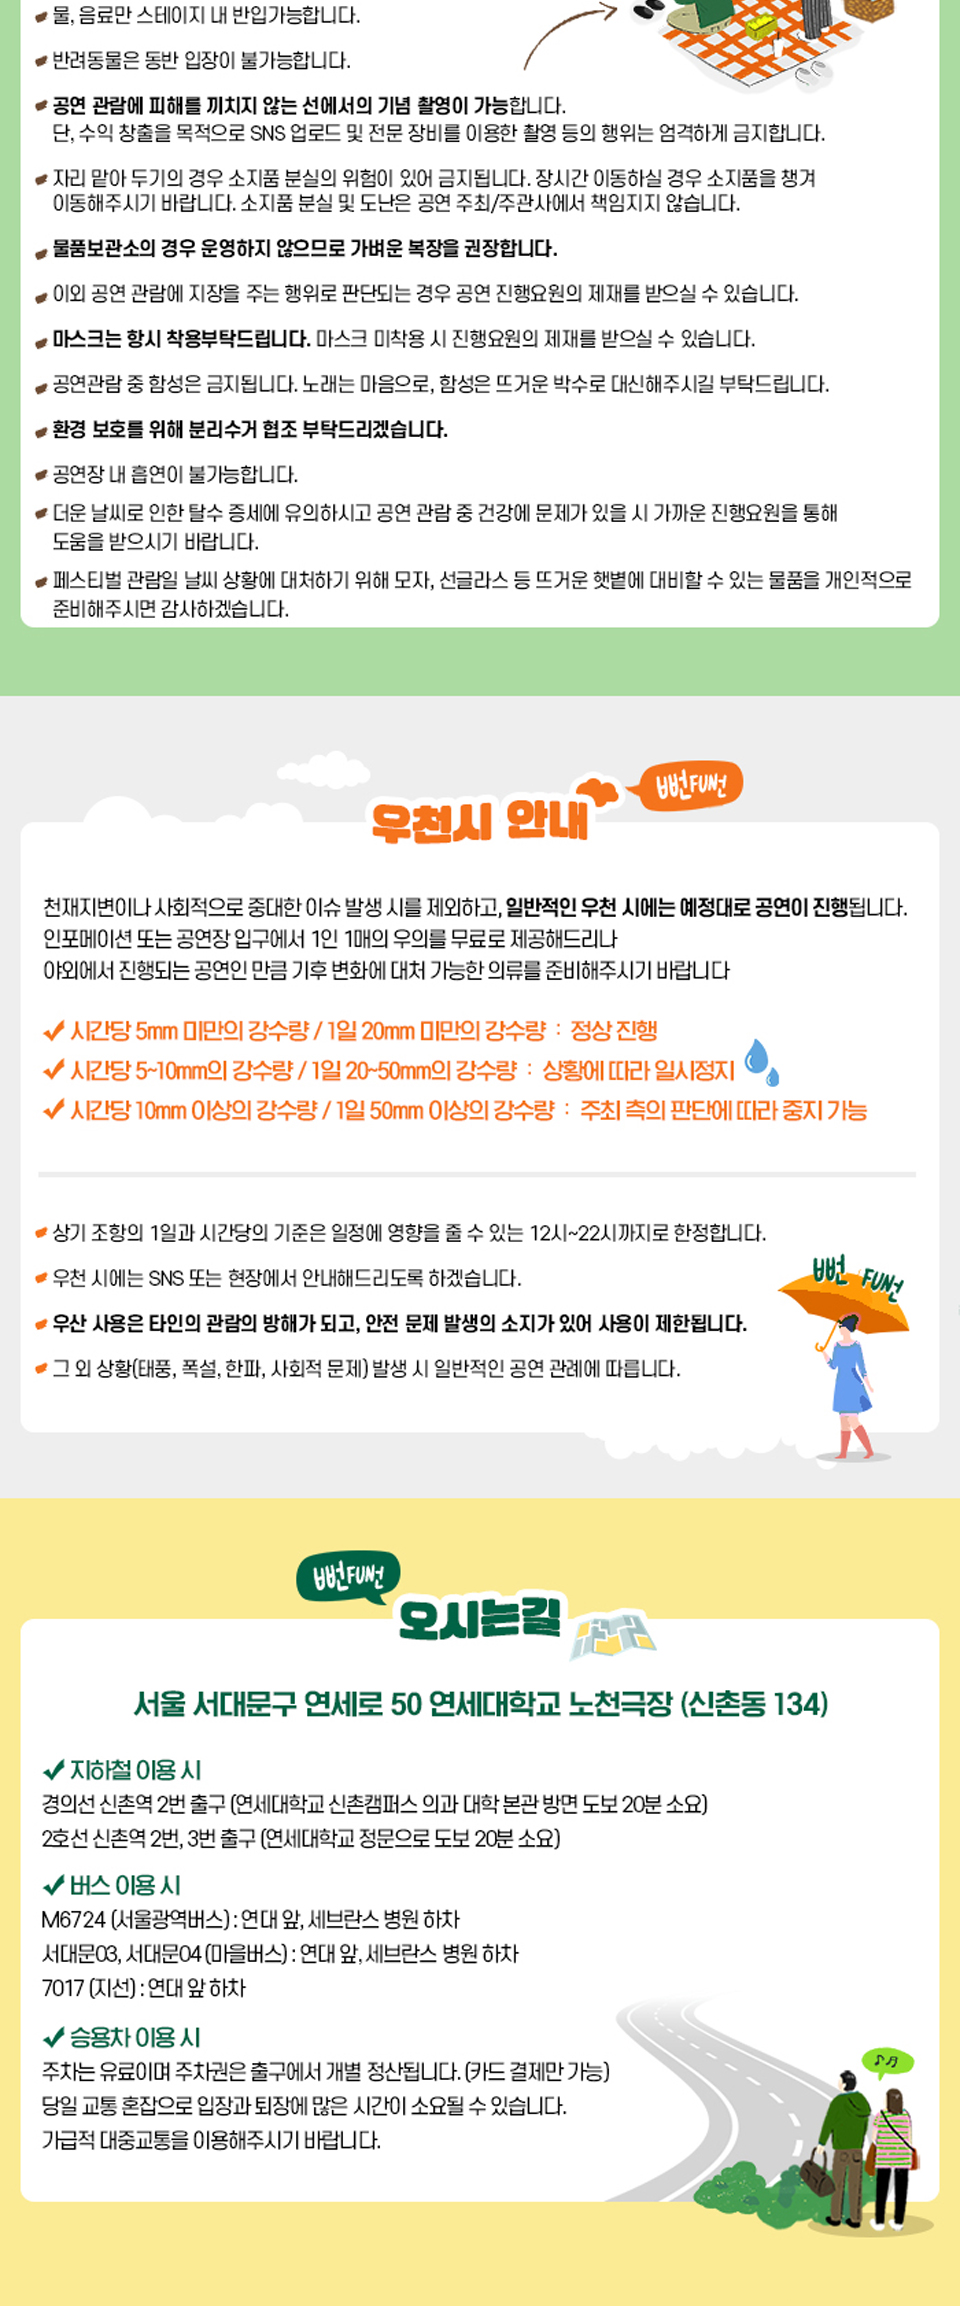 물, 음료만 스테이지 내 반입가능합니다.
반려동물은 동반 입장이 불가능합니다.
공연 관람에 피해를 끼치지 않는 선에서의 기념 촬영이 가능합니다.
단, 수익 창출을 목적으로 SNS 업로드 및 전문 장비를 이용한 촬영 등의 행위는 엄격하게 금지합니다.
자리 맡아 두기의 경우 소지품 분실의 위험이 있어 금지됩니다. 장시간 이동하실 경우 소지품을 챙겨
이동해주시기 바랍니다. 소지품 분실 및 도난은 공연 주최/주관사에서 책임지지 않습니다.
물품보관소의 경우 운영하지 않으므로 가벼운 복장을 권장합니다.
이외 공연 관람에 지장을 주는 행위로 판단되는 경우 공연 진행요원의 제재를 받으실 수 있습니다.
마스크는 항시 착용부탁드립니다. 마스크 미착용 시 진행요원의 제재를 받으실 수 있습니다.
공연관람 중 함성은 금지됩니다. 노래는 마음으로, 함성은 뜨거운 박수로 대신해주시길 부탁드립니다.
환경 보호를 위해 분리수거 협조 부탁드리겠습니다.
공연장 내 흡연이 불가능합니다.
더운 날씨로 인한 탈수 증세에 유의하시고 공연 관람 중 건강에 문제가 있을 시 가까운 진행요원을 통해
도움을 받으시기 바랍니다.
페스티벌 관람일 날씨 상황에 대처하기 위해 모자, 선글라스 등 뜨거운 햇볕에 대비할 수 있는 물품을 개인적으로
준비해주시면 감사하겠습니다.
뻔FUN선
우천시 안내
천재지변이나 사회적으로 중대한 이슈 발생 시를 제외하고, 일반적인 우천 시에는 예정대로 공연이 진행됩니다.
인포메이션 또는 공연장 입구에서 1인 1매의 우의를 무료로 제공해드리나
야외에서 진행되는 공연인 만큼 기후 변화에 대처 가능한 의류를 준비해주시기 바랍니다
시간당 5mm 미만의 강수량 / 1일 20mm 미만의 강수량 : 정상 진행
시간당 5~10mm의 강수량 / 1일 20~50mm의 강수량 : 상황에 따라 일시정지
시간당 10mm 이상의 강수량 / 1일 50mm 이상의 강수량 : 주최 측의 판단에 따라 중지 가능
상기 조항의 1일과 시간당의 기준은 일정에 영향을 줄 수 있는 12시~22시까지로 한정합니다.
우천 시에는 SNS 또는 현장에서 안내해드리도록 하겠습니다.
뻔 FUN선
우산 사용은 타인의 관람의 방해가 되고, 안전 문제 발생의 소지가 있어 사용이 제한됩니다.
그 외 상황(태풍, 폭설, 한파, 사회적 문제) 발생 시 일반적인 공연 관례에 따릅니다.
뻔FUN선
오시는길
서울 서대문구 연세로 50 연세대학교 노천극장 (신촌동 134)
지하철 이용 시
경의선 신촌역 2번 출구 (연세대학교 신촌캠퍼스 의과 대학 본관 방면 도보 20분 소요)
2호선 신촌역 2번, 3번 출구 (연세대학교 정문으로 도보 20분 소요)
버스 이용 시
M6724 (서울광역버스) : 연대 앞, 세브란스 병원 하차
서대문03, 서대문04 (마을버스) : 연대 앞, 세브란스 병원 하차
7017 (지선) : 연대 앞 하차
승용차 이용 시
주차는 유료이며 주차권은 출구에서 개별 정산됩니다. (카드 결제만 가능)
당일 교통 혼잡으로 입장과 퇴장에 많은 시간이 소요될 수 있습니다.
가급적 대중교통을 이용해주시기 바랍니다.